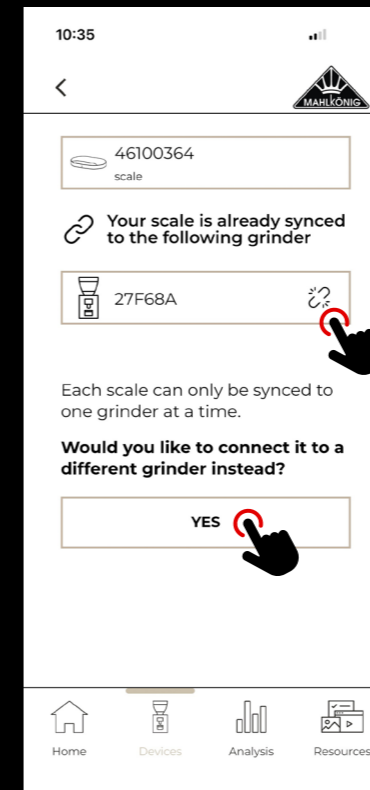 10:35
MAHLKÖNIG
46100364
scale
Your scale is already synced
to the following grinder
27F68A
Each scale can only be synced to
one grinder at a time.
Would you like to connect it to a
different grinder instead?
YES
Home
Devices
Analysis
Resources